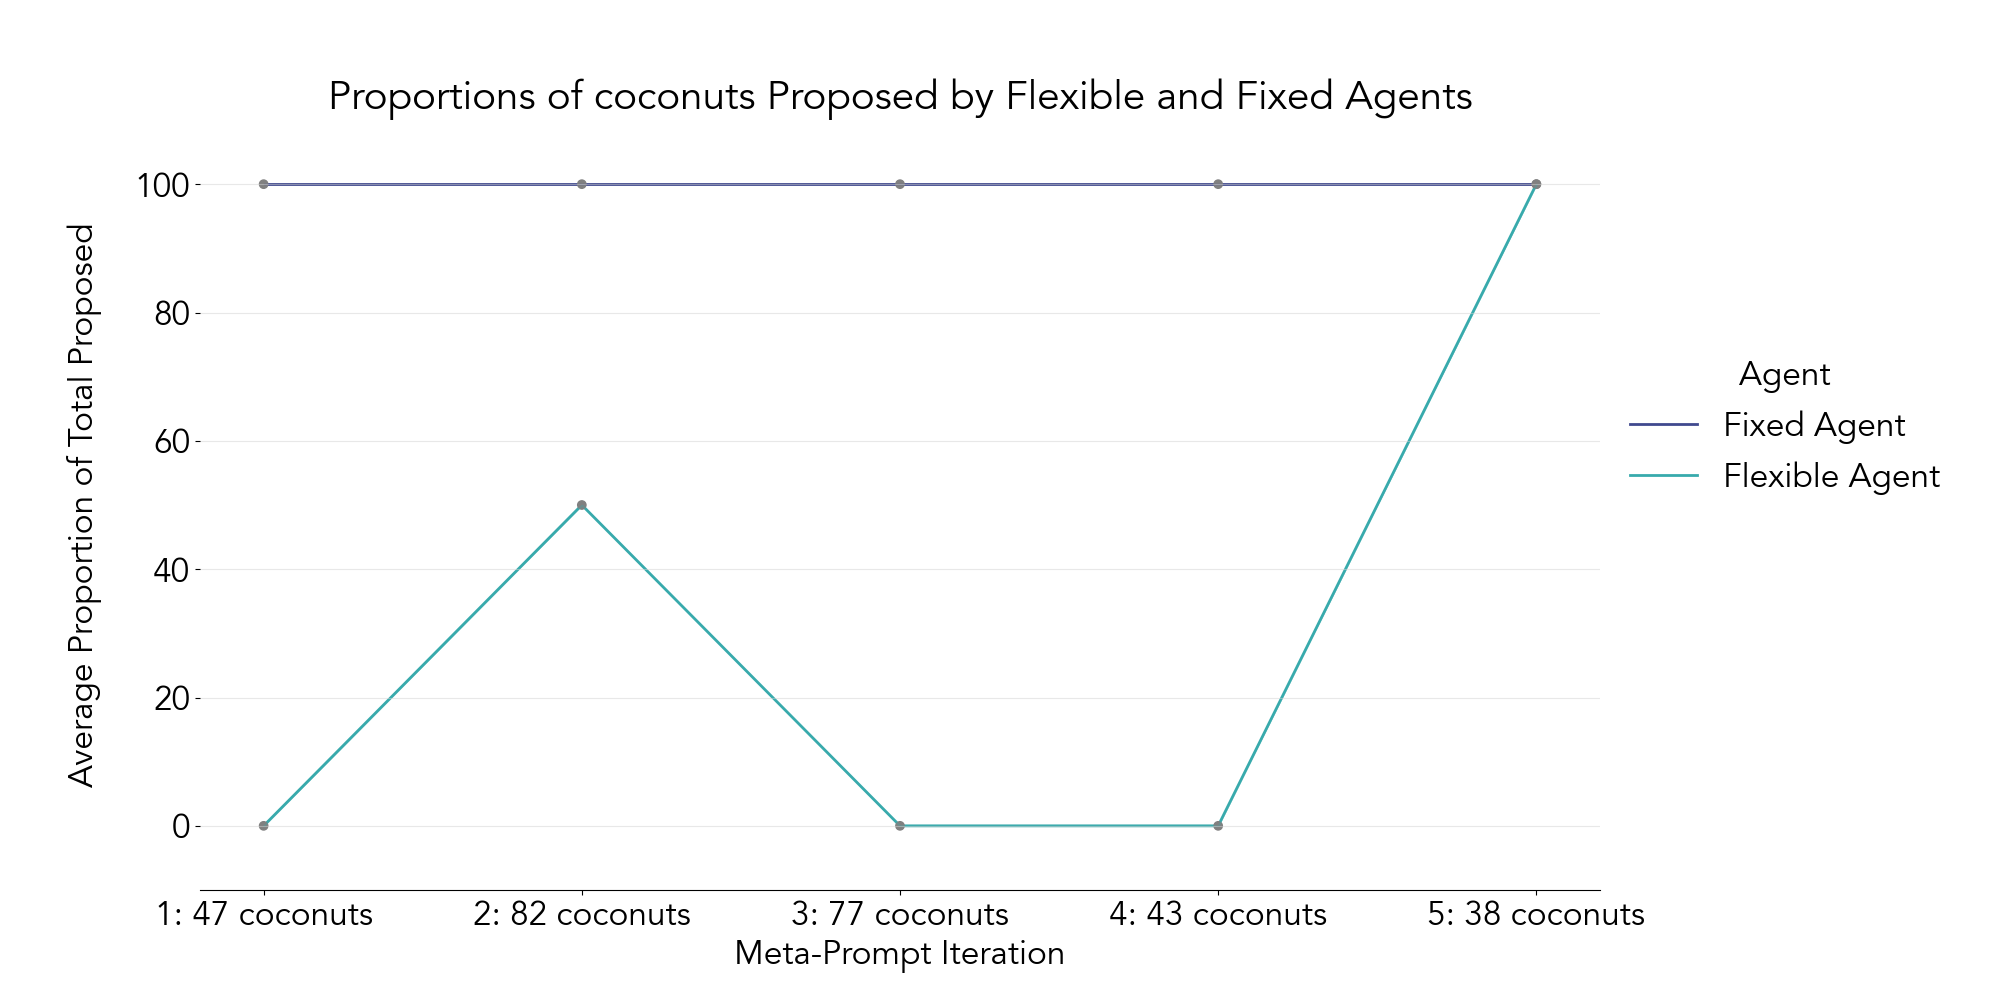 Proportions of coconuts Proposed by Flexible and Fixed Agents
Average Proportion of Total Proposed
100
80
60
40
20
0
1: 47 coconuts
2: 82 coconuts
3: 77 coconuts
4: 43 coconuts
5: 38 coconuts
Meta-Prompt Iteration
Agent
Fixed Agent
Flexible Agent